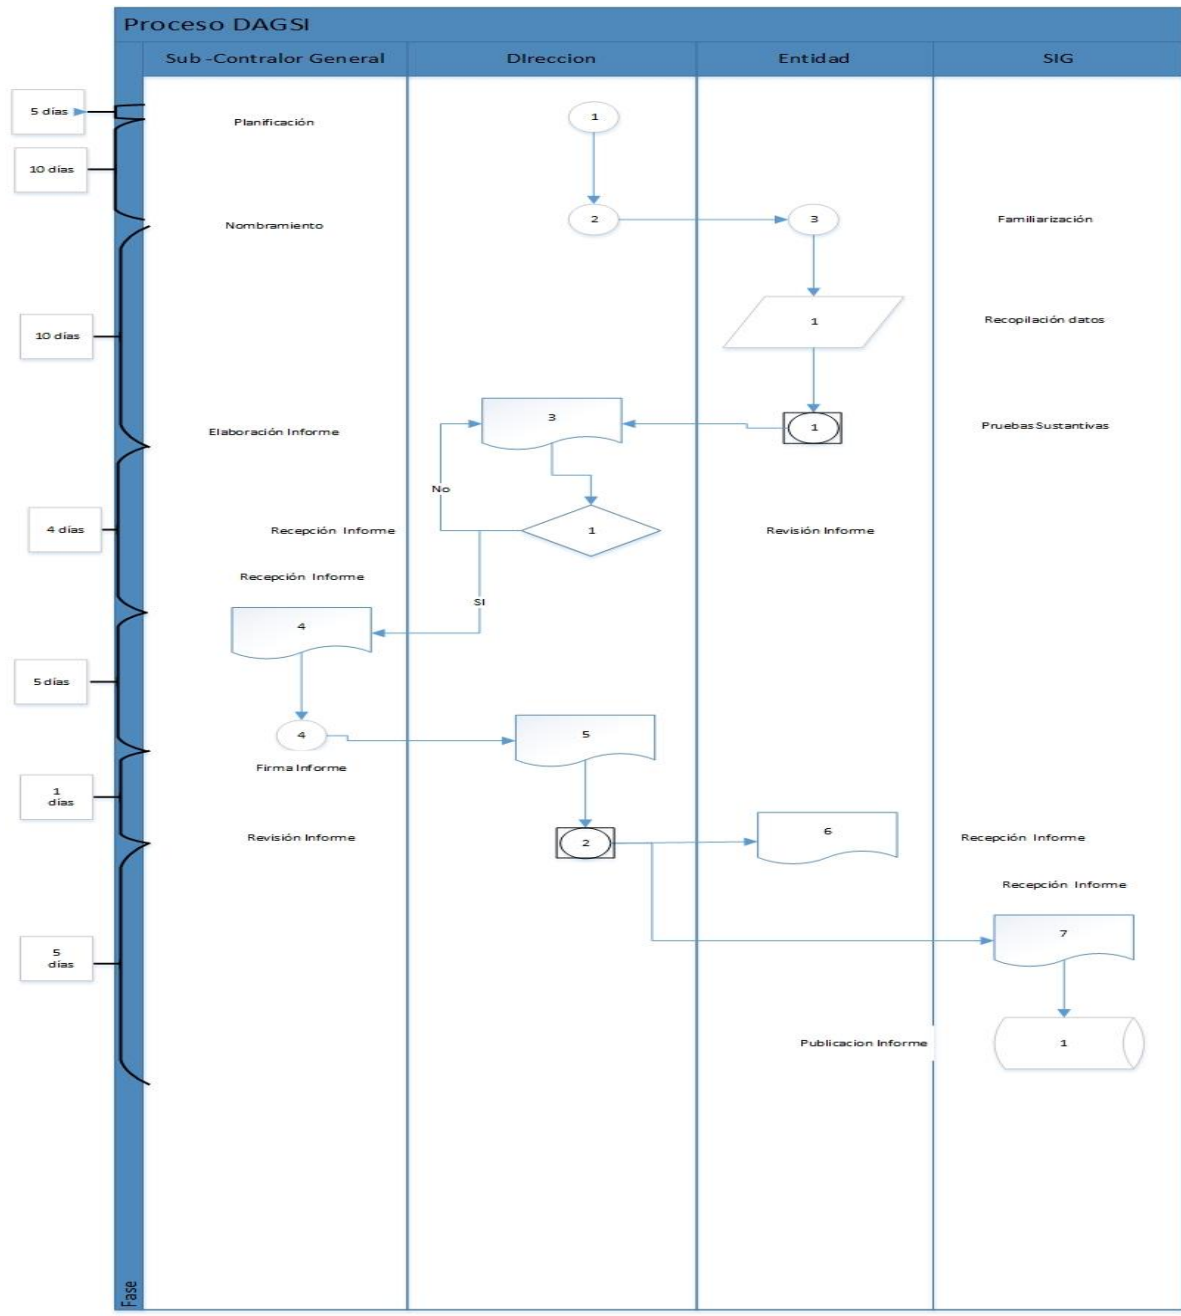 Proceso DAGSI
Sub -Contralor General
DIreccion
Entidad
SIG
5 días
Planificación
1
10 días
Nombramiento
2
3
Familiarización
1
Recopilación datos
10 días
Elaboración Informe
3
1
Pruebas Sustantivas
No
4 días
Recepción Informe
1
Revisión Informe
Recepción Informe
SI
4
5 días
4
5
Firma Informe
1
días
Revisión Informe
2
6
Recepción Informe
Recepción Informe
7
5
días
Publicacion Informe
1
Fase